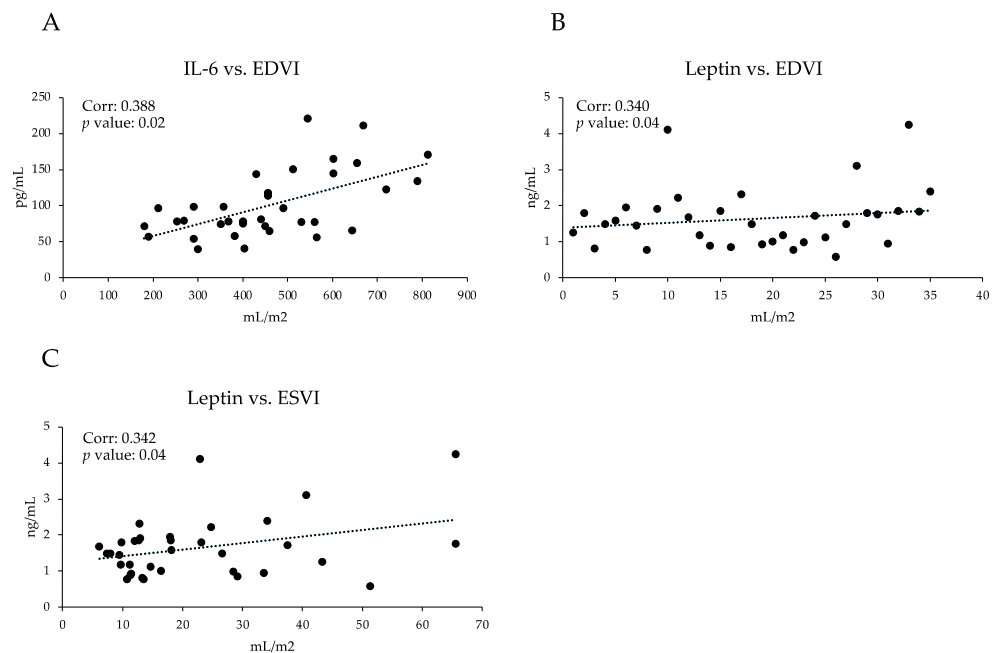 A
IL-6 vs. EDVI
Corr: 0.388
p value: 0.02
pg/mL
250
200
150
100
50
0
0 100 200 300 400 500 600 700 800 900
mL/m2
B
Leptin vs. EDVI
Corr: 0.340
p value: 0.04
ng/mL
5
4
3
2
1
0
0 5 10 15 20 25 30 35 40
mL/m2
C
Leptin vs. ESVI
Corr: 0.342
p value: 0.04
ng/mL
5
4
3
2
1
0
0 10 20 30 40 50 60 70
mL/m2